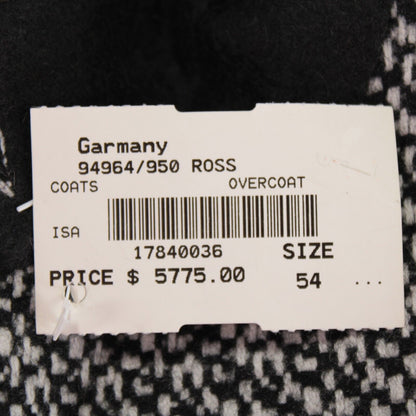 Garmany
94964/950 ROSS
COATS OVERCOAT
ISA
17840036 SIZE
PRICE $ 5775.00 54 ...